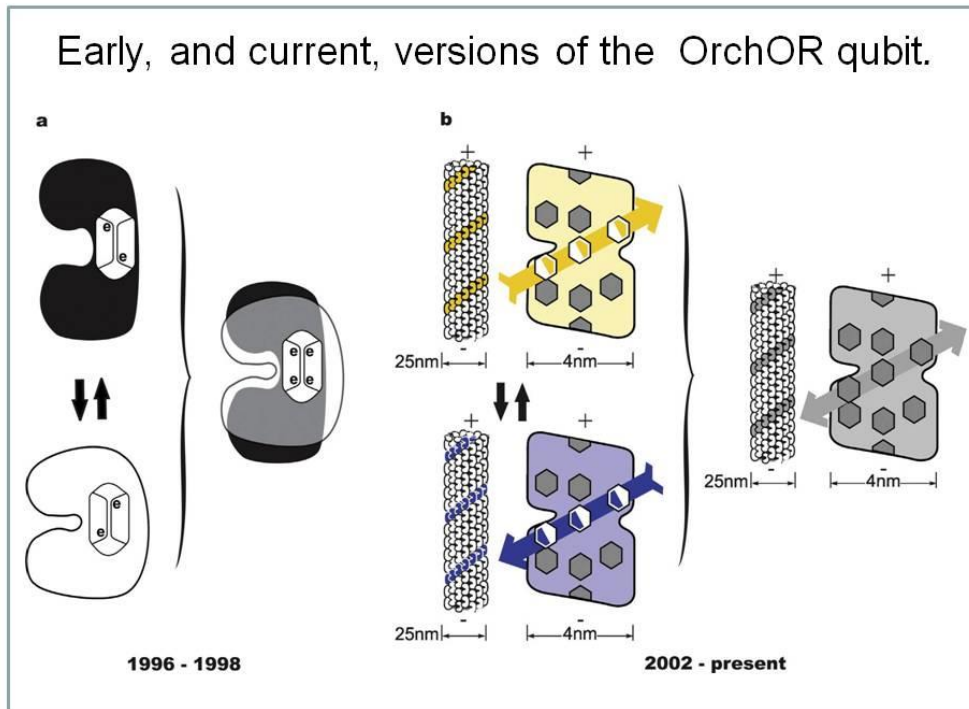 Early, and current, versions of the OrchOR qubit.
a
b
e
e
e
e
e
e
e
e
+
+
-
-
25nm
4nm
+
+
-
-
25nm
4nm
+
+
-
-
25nm
4nm
1996 - 1998
2002 - present